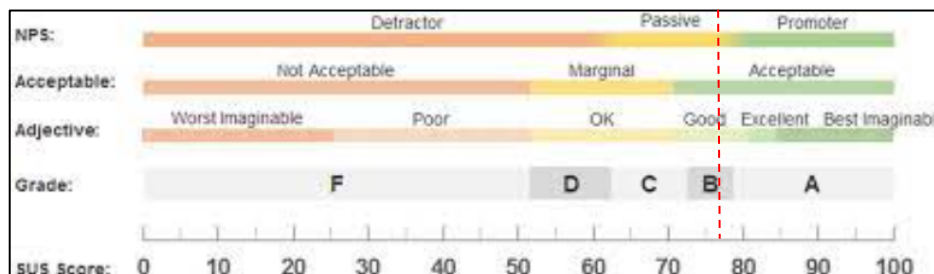 NPS: Detractor Passive Promoter
Acceptable: Not Acceptable Marginal Acceptable
Adjective: Worst Imaginable Poor OK Good Excellent Best Imaginabl
Grade: F D C B A
SUS Score: 0 10 20 30 40 50 60 70 80 90 100